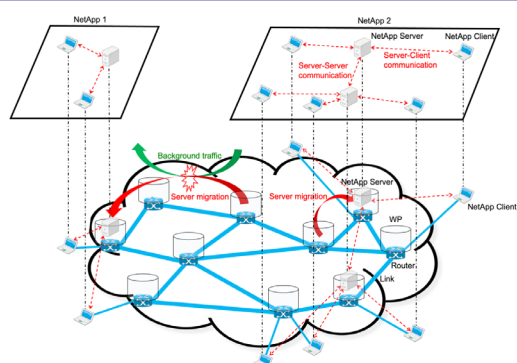 NetApp 1
NetApp 2
NetApp Server
NetApp Client
Server-Server
communication
Server-Client
communication
Background traffic
Server migration
Server migration
NetApp Server
NetApp Client
WP
Router
Link